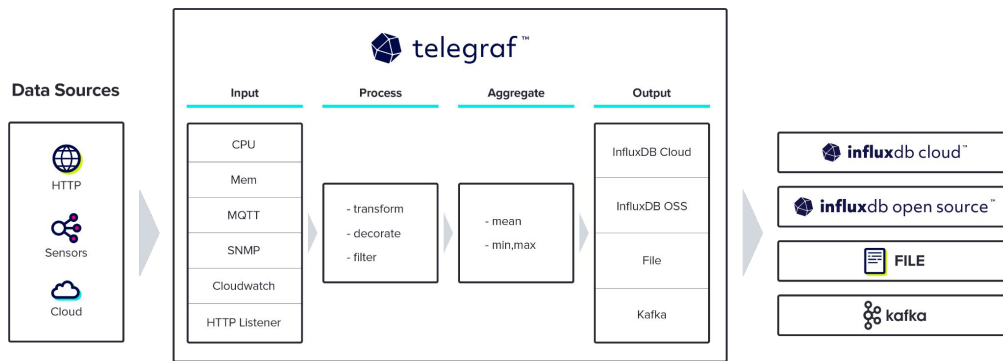 telegraf™
Data Sources
HTTP
Sensors
Cloud
Input
CPU
Mem
MQTT
SNMP
Cloudwatch
HTTP Listener
Process
- transform
- decorate
- filter
Aggregate
- mean
- min,max
Output
InfluxDB Cloud
InfluxDB OSS
File
Kafka
influxdb cloud™
influxdb open source™
FILE
kafka